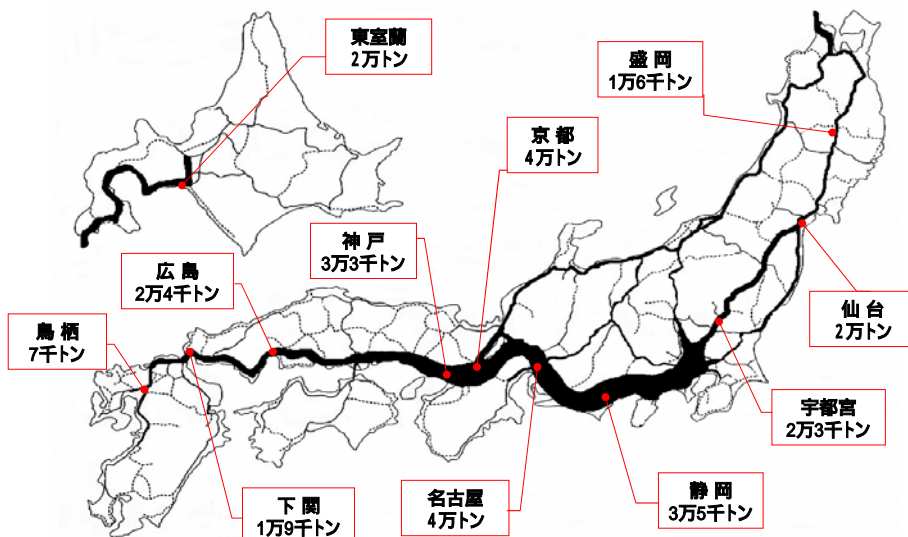 東室蘭
2万トン
盛 岡
1万6千トン
京 都
4万トン
神 戸
3万3千トン
広 島
2万4千トン
仙 台
2万トン
鳥 栖
7千トン
宇都宮
2万3千トン
下 関
1万9千トン
名古屋
4万トン
静 岡
3万5千トン